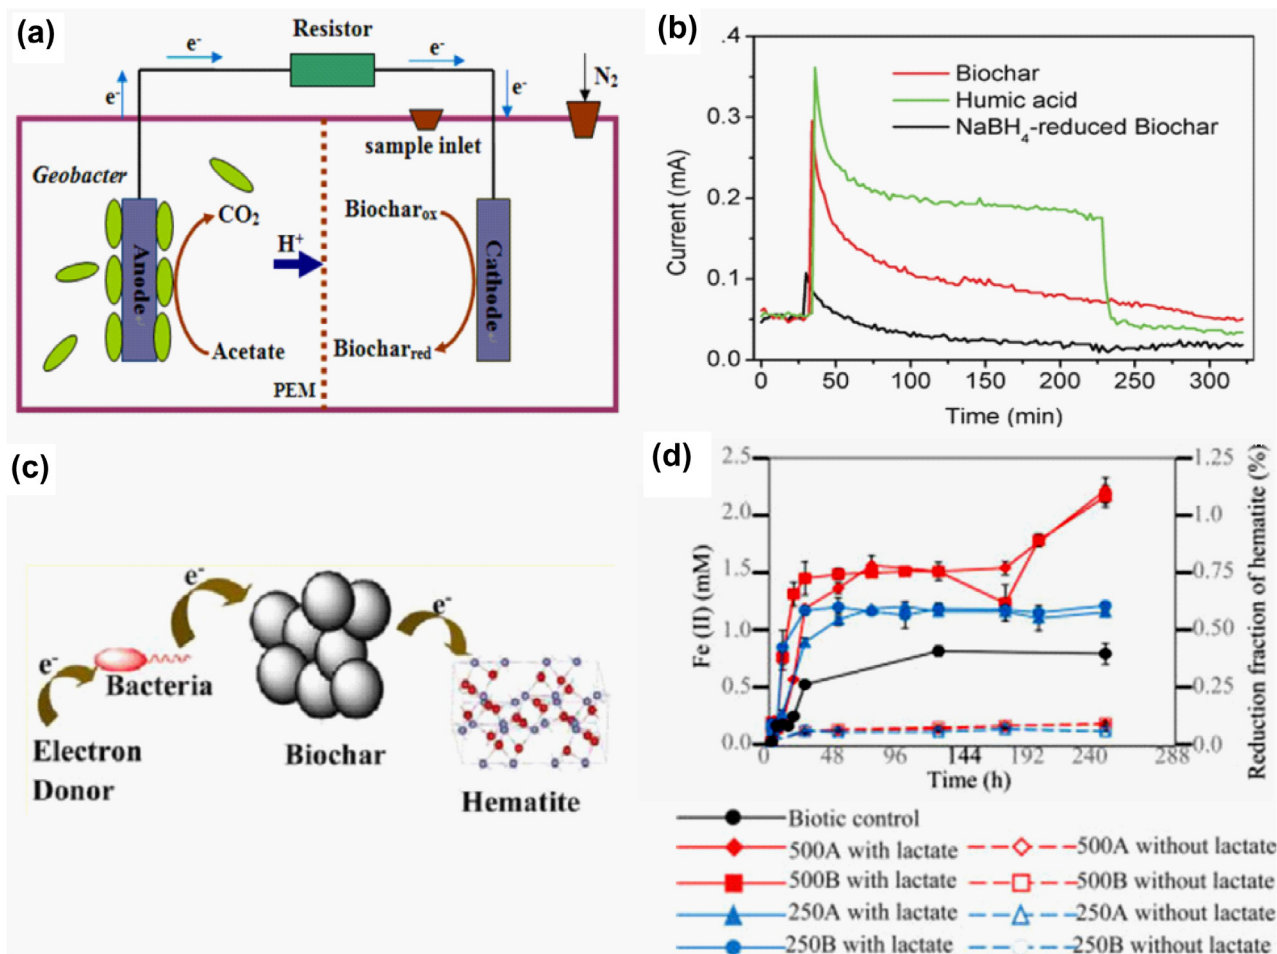 (a)
Resistor
e-
e-
e-
e-
N2
sample inlet
Geobacter
CO2
Biocharox
H+
Anode
Cathode
Acetate
Biocharred
PEM
(b)
.4
0.3
0.2
0.1
0.0
Current (mA)
Biochar
Humic acid
NaBH4-reduced Biochar
0 50 100 150 200 250 300
Time (min)
(c)
e-
e-
e-
Bacteria
Electron
Donor
Biochar
Hematite
(d)
2.5
2.0
1.5
1.0
0.5
0.0
Fe (II) (mM)
1.25
1.0
0.75
0.50
0.25
0.0
Reduction fraction of hematite (%)
0 48 96 144 192 240 288
Time (h)
Biotic control
500A with lactate
500A without lactate
500B with lactate
500B without lactate
250A with lactate
250A without lactate
250B with lactate
250B without lactate